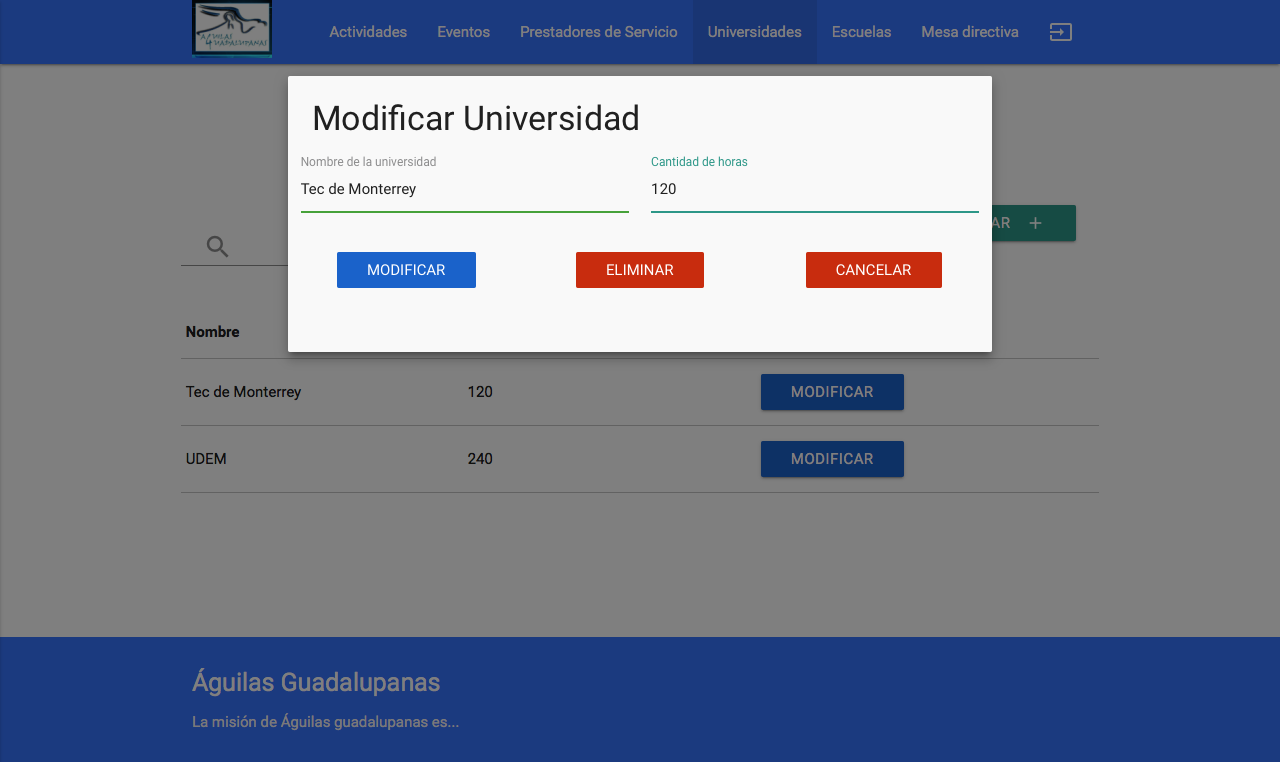 AGUILAS
GUADALUPANAS
Actividades Eventos Prestadores de Servicio Universidades Escuelas Mesa directiva
Modificar Universidad
Nombre de la universidad Cantidad de horas
Tec de Monterrey 120
AR +
MODIFICAR ELIMINAR CANCELAR
Nombre
Tec de Monterrey 120 MODIFICAR
UDEM 240 MODIFICAR
Águilas Guadalupanas
La misión de Águilas guadalupanas es...